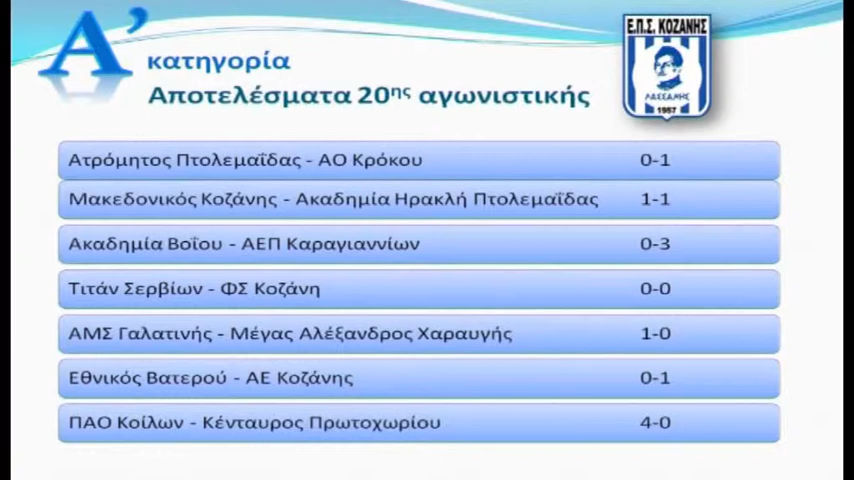 Α’ κατηγορία
Αποτελέσματα 20ης αγωνιστικής
Ε.Π.Σ. ΚΟΖΑΝΗΣ
ΛΑΣΣΑΝΗΣ
1957
Ατρόμητος Πτολεμαΐδας - ΑΟ Κρόκου 0-1
Μακεδονικός Κοζάνης - Ακαδημία Ηρακλή Πτολεμαΐδας 1-1
Ακαδημία Βοΐου - ΑΕΠ Καραγιαννίων 0-3
Τιτάν Σερβίων - ΦΣ Κοζάνη 0-0
ΑΜΣ Γαλατινής - Μέγας Αλέξανδρος Χαραυγής 1-0
Εθνικός Βατερού - ΑΕ Κοζάνης 0-1
ΠΑΟ Κοίλων - Κένταυρος Πρωτοχωρίου 4-0